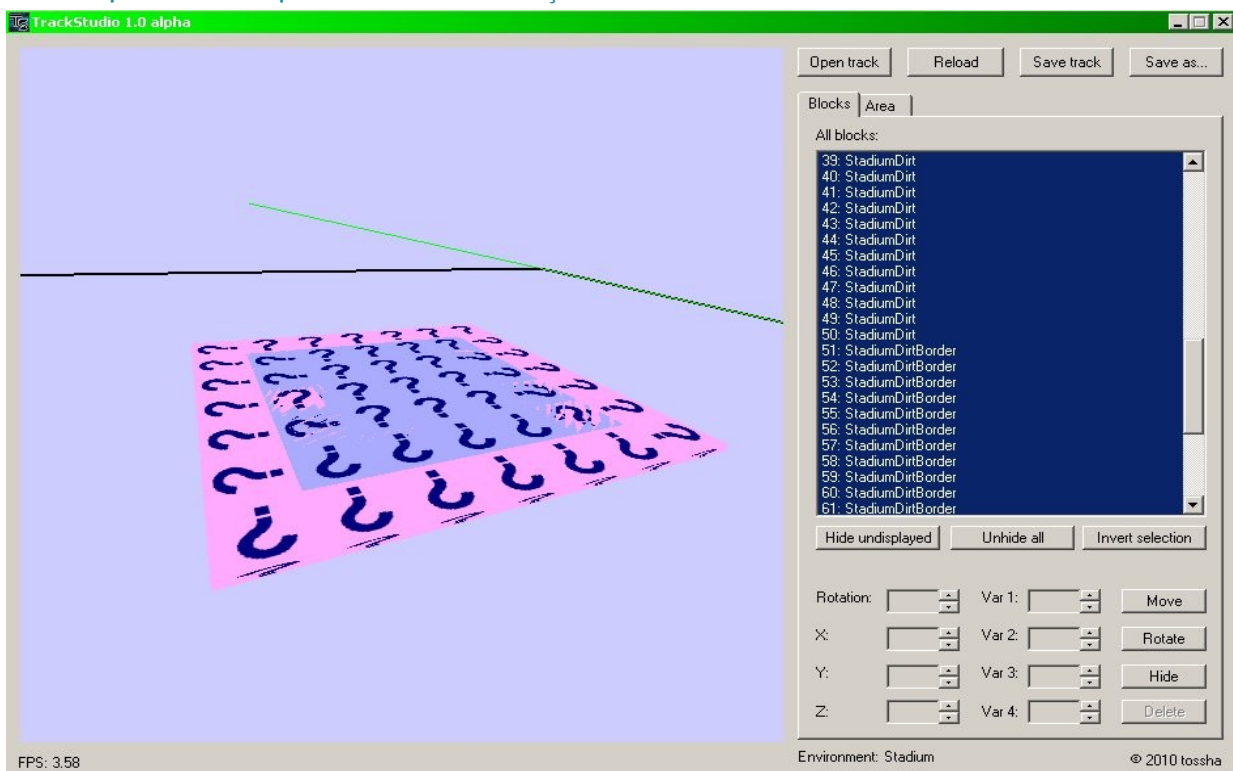 TrackStudio 1.0 alpha
Open track
Reload
Save track
Save as...
Blocks
Area
All blocks:
39: StadiumDirt
40: StadiumDirt
41: StadiumDirt
42: StadiumDirt
43: StadiumDirt
44: StadiumDirt
45: StadiumDirt
46: StadiumDirt
47: StadiumDirt
48: StadiumDirt
49: StadiumDirt
50: StadiumDirt
51: StadiumDirtBorder
52: StadiumDirtBorder
53: StadiumDirtBorder
54: StadiumDirtBorder
55: StadiumDirtBorder
56: StadiumDirtBorder
57: StadiumDirtBorder
58: StadiumDirtBorder
59: StadiumDirtBorder
60: StadiumDirtBorder
61: StadiumDirtBorder
Hide undisplayed
Unhide all
Invert selection
Rotation:
Var 1:
Move
X:
Var 2:
Rotate
Y:
Var 3:
Hide
Z:
Var 4:
Delete
FPS: 3.58
Environment: Stadium
© 2010 tossha